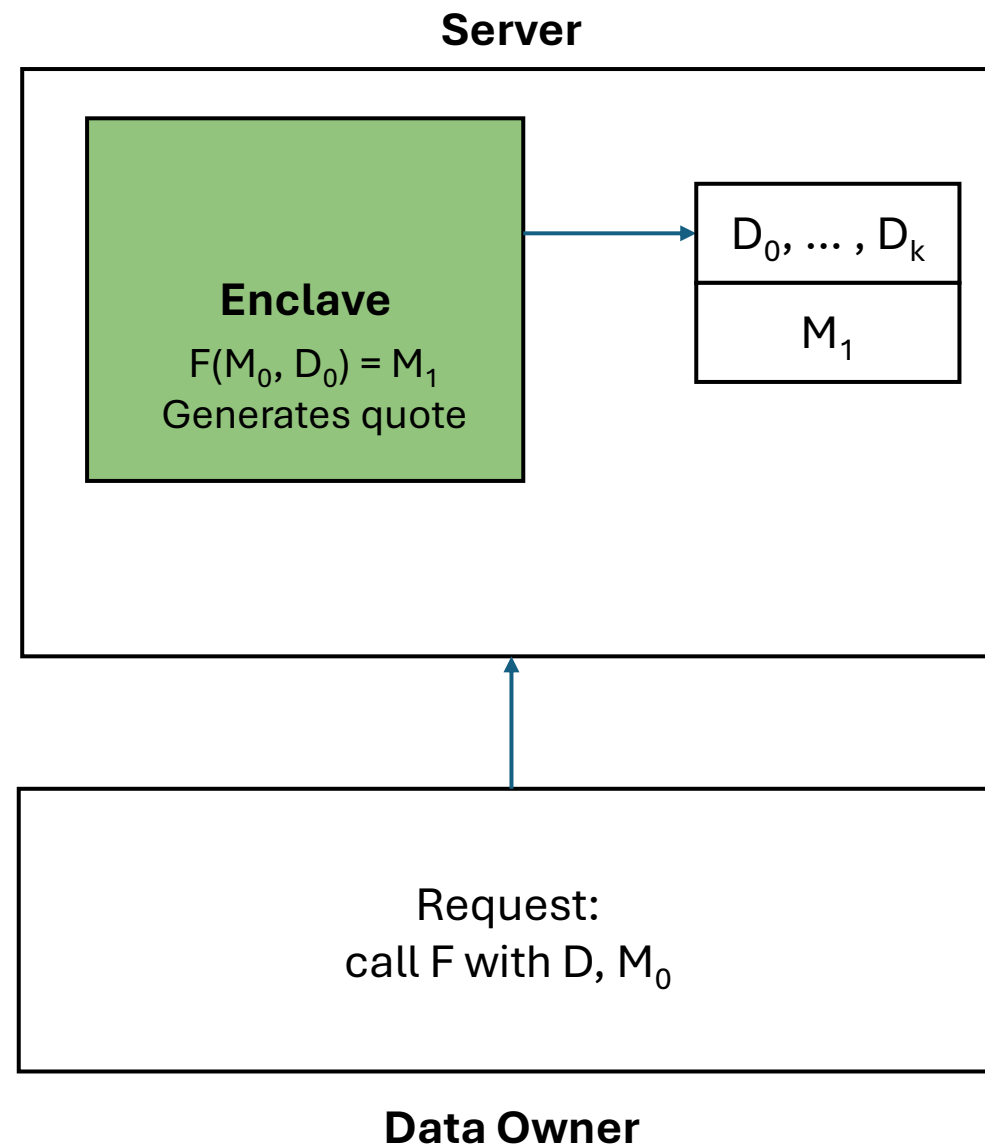 Server
Enclave
F(M₀, D₀) = M₁
Generates quote
D₀, ... , Dₖ
M₁
Request:
call F with D, M₀
Data Owner